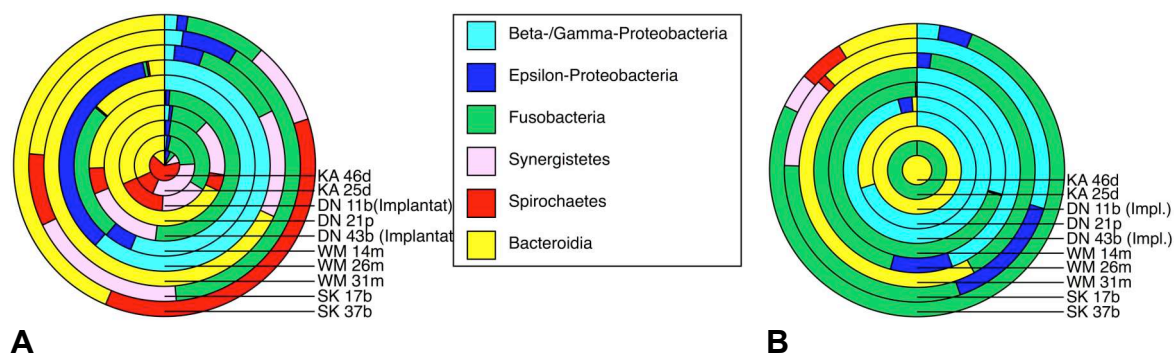 Beta-/Gamma-Proteobacteria
Epsilon-Proteobacteria
Fusobacteria
Synergistetes
Spirochaetes
Bacteroidia
KA 46d
KA 25d
DN 11b(Implantat)
DN 21p
DN 43b (Implantat
WM 14m
WM 26m
WM 31m
SK 17b
SK 37b
A
KA 46d
KA 25d
DN 11b (Impl.)
DN 21p
DN 43b (Impl.)
WM 14m
WM 26m
WM 31m
SK 17b
SK 37b
B